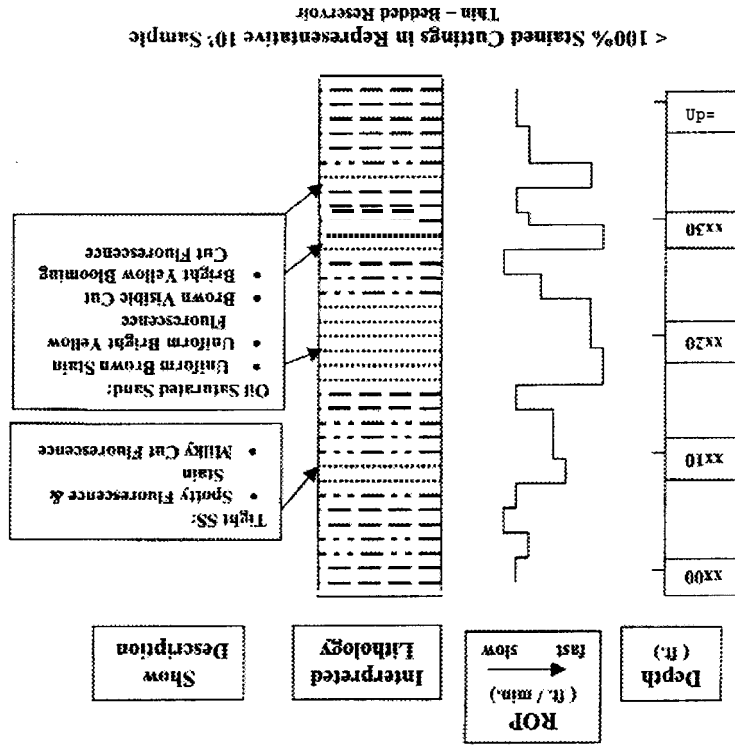 Depth
( ft. )
ROP
( ft. / min. )
fast slow
Interpreted
Lithology
Show
Description
xx00
xx10
xx20
xx30
Up=
Tight SS:
• Spotty Fluorescence &
Stain
• Milky Cut Fluorescence
Oil Saturated Sand:
• Uniform Brown Stain
• Uniform Bright Yellow
Fluorescence
• Brown Visible Cut
• Bright Yellow Blooming
Cut Fluorescence
< 100% Stained Cuttings in Representative 10' Sample
Thin – Bedded Reservoir